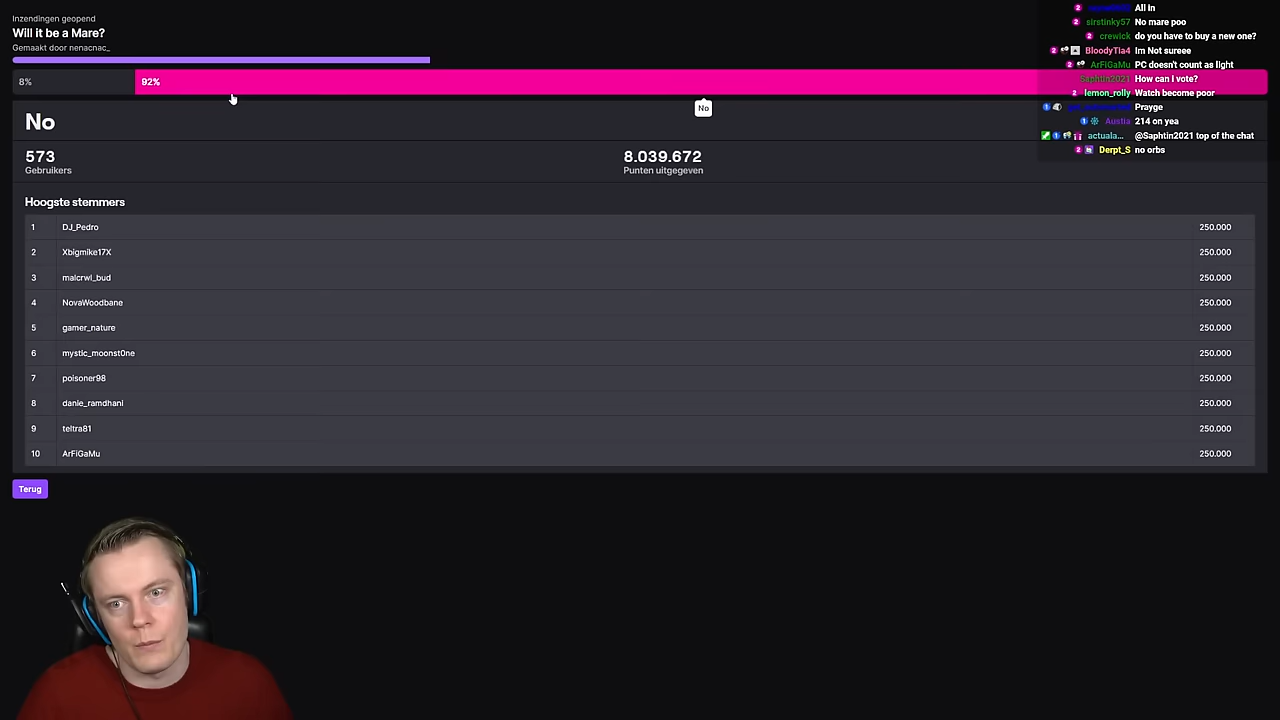 Inzendingen geopend
Will it be a Mare?
Gemaakt door nenacnac_
8%
92%
No
No
573
Gebruikers
8.039.672
Punten uitgegeven
Hoogste stemmers
1 DJ_Pedro 250.000
2 Xbigmike17X 250.000
3 malcrwl_bud 250.000
4 NovaWoodbane 250.000
5 gamer_nature 250.000
6 mystic_moonst0ne 250.000
7 poisoner98 250.000
8 danie_ramdhani 250.000
9 teltra81 250.000
10 ArFiGaMu 250.000
Terug
All in
sirstinky57 No mare poo
crewlck do you have to buy a new one?
BloodyTia4 Im Not sureee
ArFiGaMu PC doesn't count as light
Saphtin2021 How can I vote?
lemon_rolly Watch become poor
Prayge
Austia 214 on yea
actuala... @Saphtin2021 top of the chat
Derpt_S no orbs